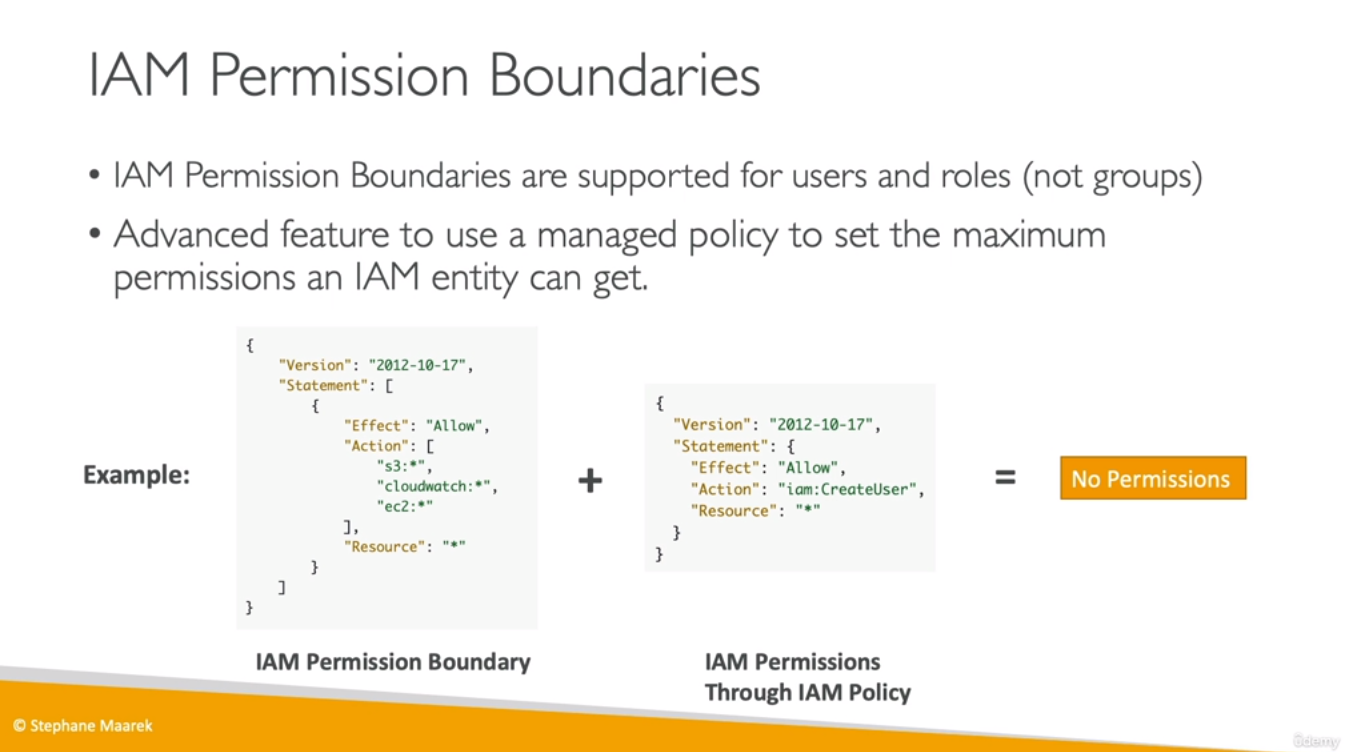 IAM Permission Boundaries
• IAM Permission Boundaries are supported for users and roles (not groups)
• Advanced feature to use a managed policy to set the maximum
permissions an IAM entity can get.
Example:
{
    "Version": "2012-10-17",
    "Statement": [
        {
            "Effect": "Allow",
            "Action": [
                "s3:*",
                "cloudwatch:*",
                "ec2:*"
            ],
            "Resource": "*"
        }
    ]
}
IAM Permission Boundary
+
{
  "Version": "2012-10-17",
  "Statement": {
    "Effect": "Allow",
    "Action": "iam:CreateUser",
    "Resource": "*"
  }
}
IAM Permissions
Through IAM Policy
=
No Permissions
© Stephane Maarek
ûdemy